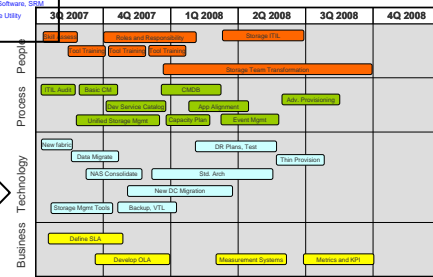 Software, SRM
e Utility
3Q 2007 4Q 2007 1Q 2008 2Q 2008 3Q 2008 4Q 2008
People
Roles and Responsibility Storage ITIL
Tool Training Tool Training Tool Training
Storage Team Transformation
Process
ITIL Audit Basic CM CMDB
Adv. Provisioning
Dev Service Catalog App Alignment
Unified Storage Mgmt Capacity Plan Event Mgmt
Technology
New fabric DR Plans, Test
Data Migrate Thin Provision
NAS Consolidate Std. Arch
New DC Migration
Storage Mgmt Tools Backup, VTL
Business
Define SLA
Develop OLA Measurement Systems Metrics and KPI